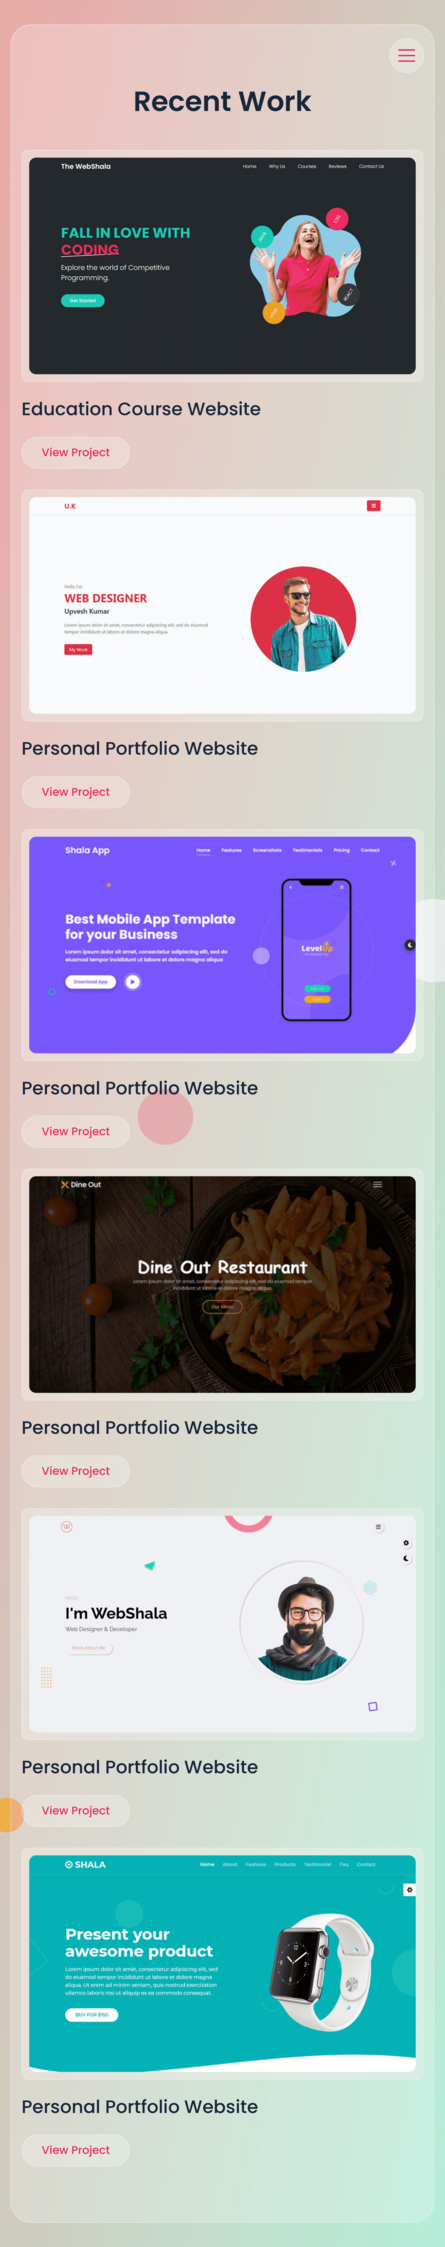 Recent Work
The WebShala
Home Why Us Courses Reviews Contact Us
FALL IN LOVE WITH
CODING
Explore the world of Competitive
Programming.
Get Started
CSS
Education Course Website
View Project
U.K
Hello I'm
WEB DESIGNER
Upvesh Kumar
Lorem ipsum dolor sit amet, consectetur adipiscing elit, sed do eiusmod
tempor incididunt ut labore et dolore magna aliqua
My Work
Personal Portfolio Website
View Project
Shala App
Home Features Screenshots Testimonials Pricing Contact
Best Mobile App Template
for your Business
Lorem ipsum dolor sit amet, consectetur adipiscing elit, sed do
eiusmod tempor incididunt ut labore et dolore magna aliqua
Download App
LevelUp
Personal Portfolio Website
View Project
Dine Out
Dine Out Restaurant
Lorem ipsum dolor sit amet, consectetur adipiscing elit, sed do eiusmod tempor
incididunt ut labore et dolore magna aliqua.
Our Menu
Personal Portfolio Website
View Project
W
Hello
I'm WebShala
Web Designer & Developer
More About Me
Personal Portfolio Website
View Project
SHALA
Home About Features Products Testimonial Faq Contact
Present your
awesome product
Lorem ipsum dolor sit amet, consectetur adipiscing elit, sed
do eiusmod tempor incididunt ut labore et dolore magna
aliqua. Ut enim ad minim veniam, quis nostrud exercitation
ullamco laboris nisi ut aliquip ex ea commodo consequat.
BUY FOR $150
Personal Portfolio Website
View Project